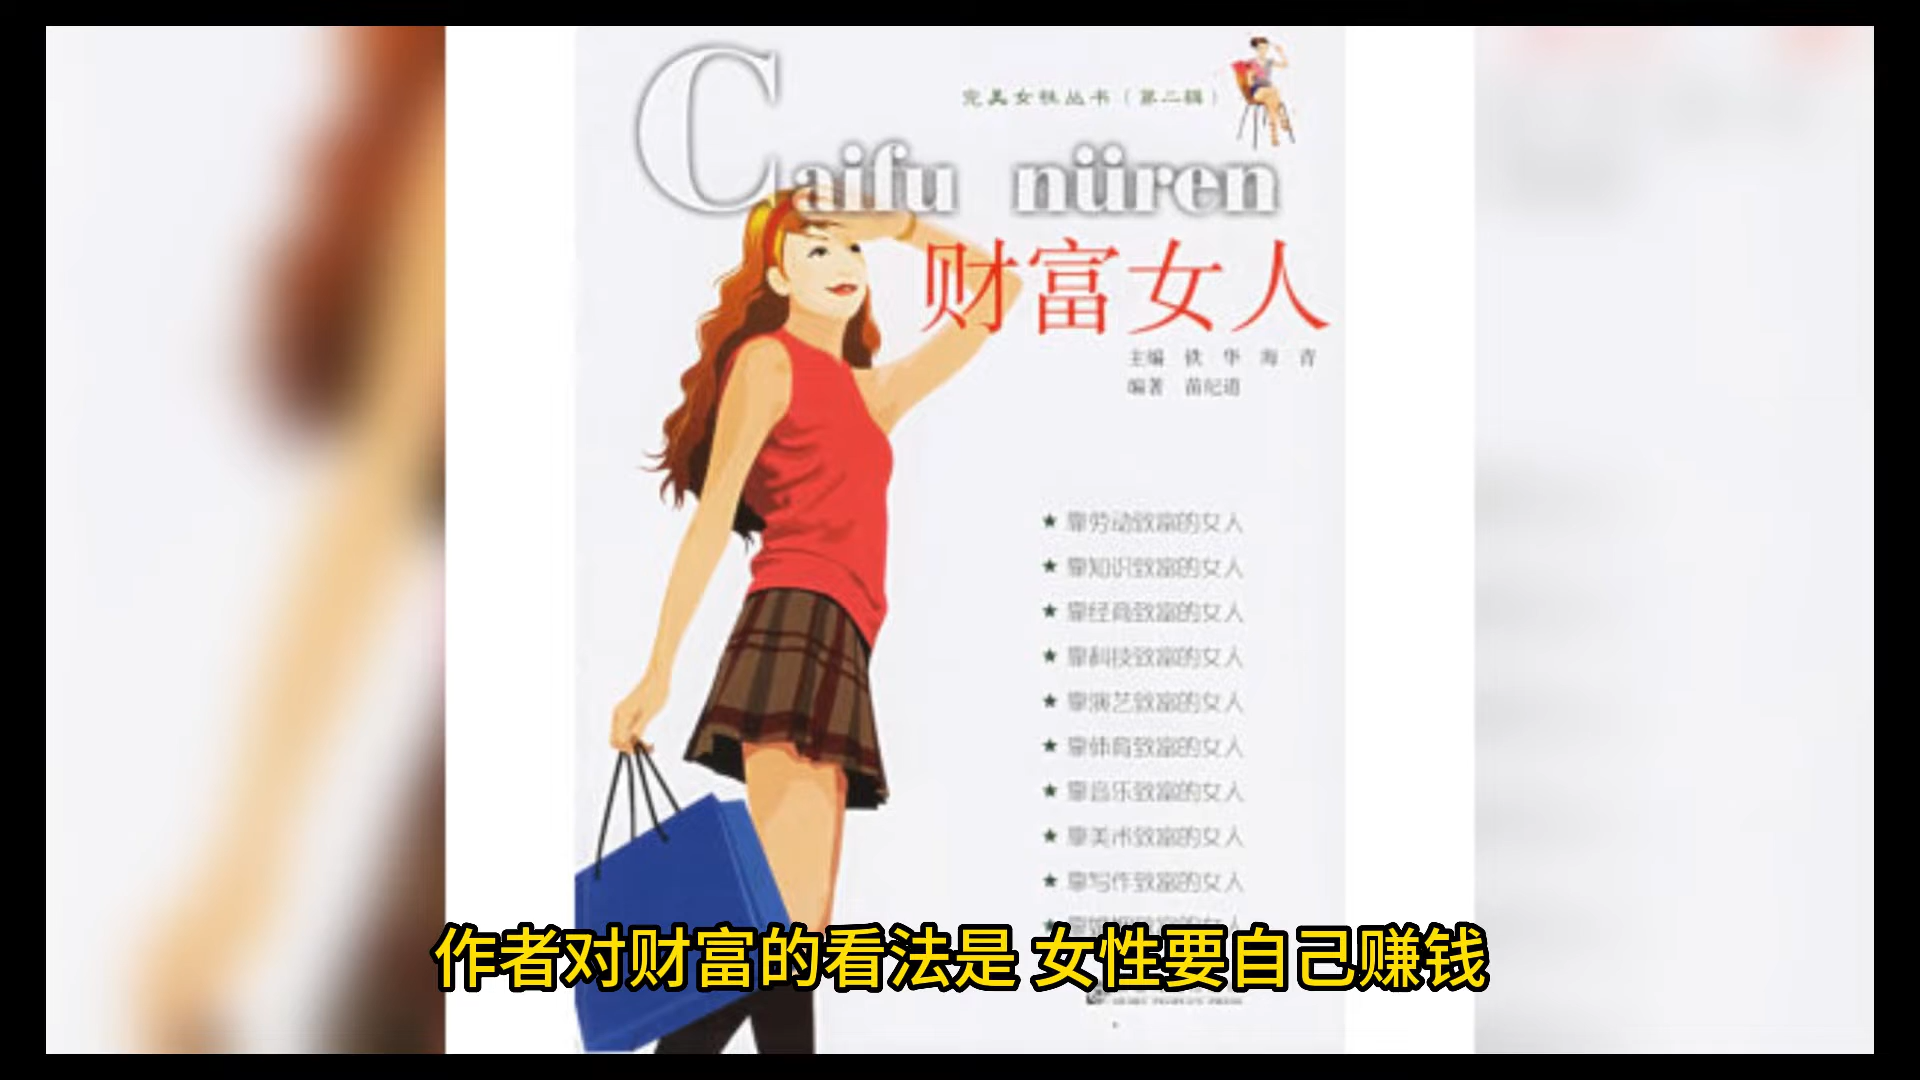 完美女性丛书（第二辑）
Caifu nüren
财富女人
主编 铁 华 海 青
编著 苗纪道
★ 靠劳动致富的女人
★ 靠知识致富的女人
★ 靠经商致富的女人
★ 靠科技致富的女人
★ 靠演艺致富的女人
★ 靠体育致富的女人
★ 靠音乐致富的女人
★ 靠美术致富的女人
★ 靠写作致富的女人
作者对财富的看法是 女性要自己赚钱